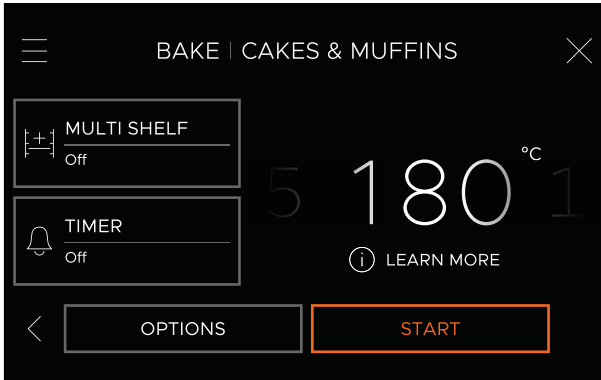 BAKE | CAKES & MUFFINS
MULTI SHELF
Off
TIMER
Off
5 180 °C 1
LEARN MORE
OPTIONS
START